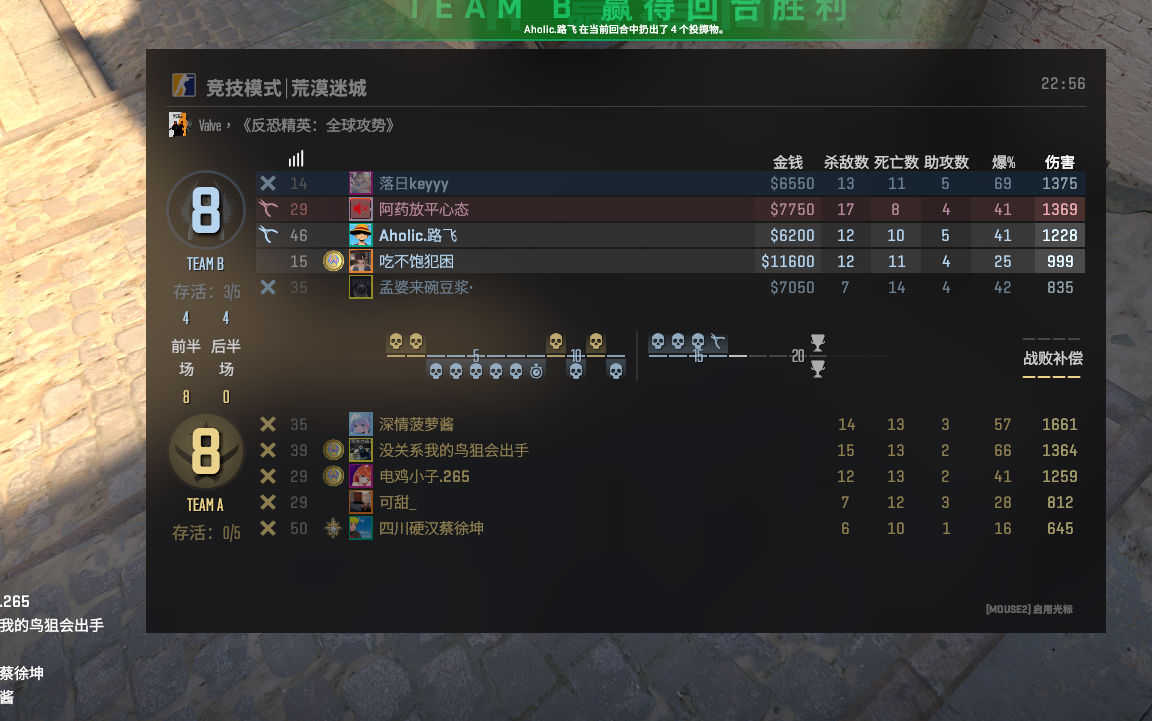 TEAM B 赢得回合胜利
Aholic.路飞 在当前回合中扔出了 4 个投掷物。
竞技模式|荒漠迷城
22:56
Valve,《反恐精英:全球攻势》
金钱 杀敌数 死亡数 助攻数 爆% 伤害
14 落日keyyy $6550 13 11 5 69 1375
29 阿药放平心态 $7750 17 8 4 41 1369
46 Aholic.路飞 $6200 12 10 5 41 1228
15 吃不饱犯困 $11600 12 11 4 25 999
35 孟婆来碗豆浆· $7050 7 14 4 42 835
8
TEAM B
存活: 3/5
4 4
前半场 后半场
8 0
5 10 15 20
战败补偿
8
TEAM A
存活: 0/5
35 深情菠萝酱 14 13 3 57 1661
39 没关系我的鸟狙会出手 15 13 2 66 1364
29 电鸡小子.265 12 13 2 41 1259
29 可甜_ 7 12 3 28 812
50 四川硬汉蔡徐坤 6 10 1 16 645
[MOUSE2] 启用光标
.265
我的鸟狙会出手
蔡徐坤
酱